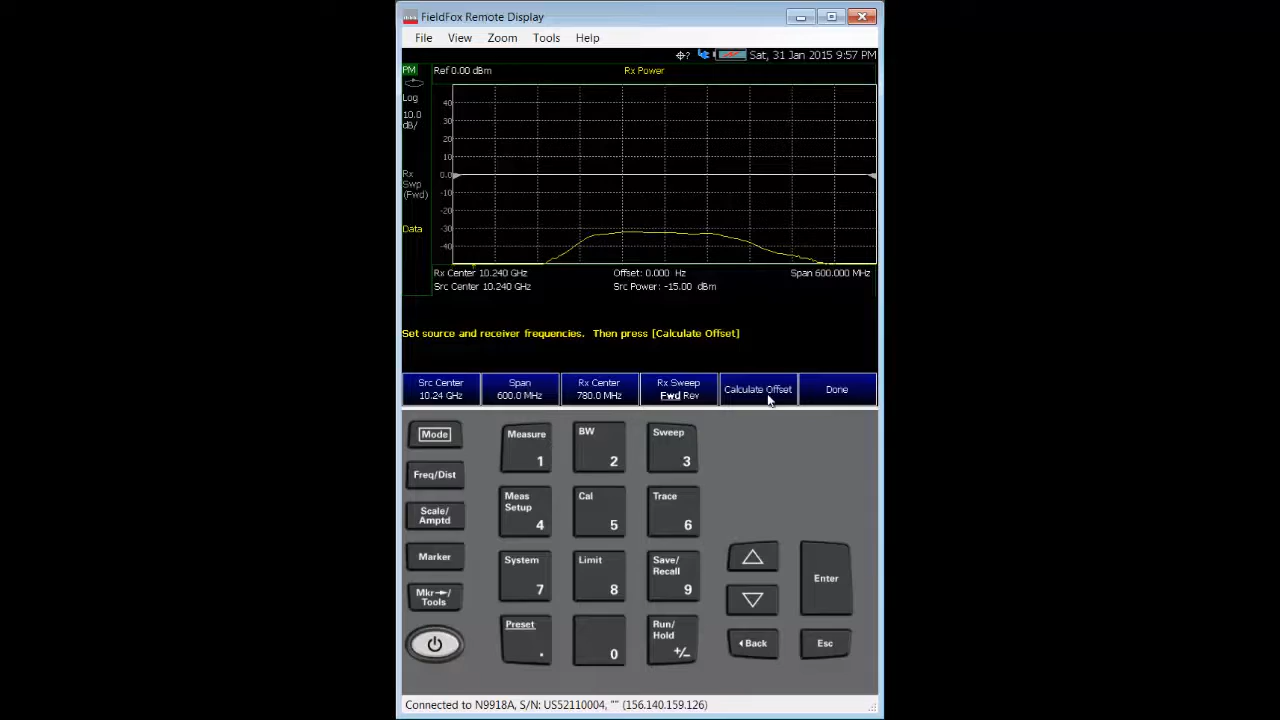 FieldFox Remote Display
File View Zoom Tools Help
Sat, 31 Jan 2015 9:57 PM
PM
Ref 0.00 dBm
Rx Power
Log
10.0
dB/
Rx
Swp
(Fwd)
Data
40
30
20
10
0.0
-10
-20
-30
-40
Rx Center 10.240 GHz
Offset: 0.000 Hz
Span 600.000 MHz
Src Center 10.240 GHz
Src Power: -15.00 dBm
Set source and receiver frequencies. Then press [Calculate Offset]
Src Center
10.24 GHz
Span
600.0 MHz
Rx Center
780.0 MHz
Rx Sweep
Fwd Rev
Calculate Offset
Done
Mode
Measure
1
BW
2
Sweep
3
Freq/Dist
Scale/
Amptd
Meas
Setup
4
Cal
5
Trace
6
Marker
System
7
Limit
8
Save/
Recall
9
Enter
Mkr→/
Tools
Preset
.
0
Run/
Hold
+/-
Back
Esc
Connected to N9918A, S/N: US52110004, "" (156.140.159.126)